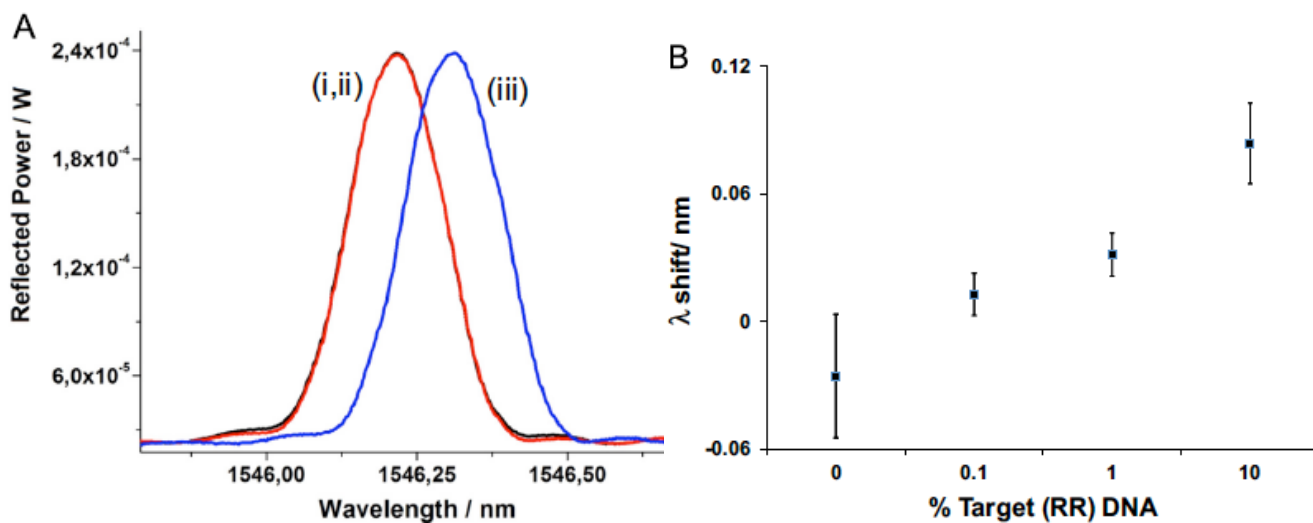 A
Reflected Power / W
2,4x10⁻⁴
1,8x10⁻⁴
1,2x10⁻⁴
6,0x10⁻⁵
(i,ii)
(iii)
1546,00
1546,25
1546,50
Wavelength / nm
B
λ shift/ nm
0.12
0.06
0
-0.06
0
0.1
1
10
% Target (RR) DNA